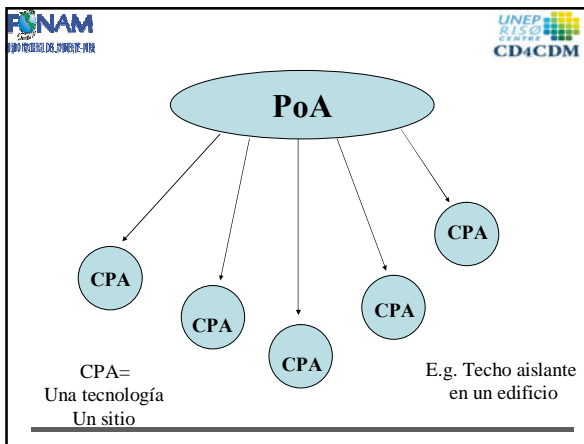 FONAM
UNEP
RISØ
CENTRE
CD4CDM
PoA
CPA
CPA
CPA
CPA
CPA
CPA=
Una tecnología
Un sitio
E.g. Techo aislante
en un edificio